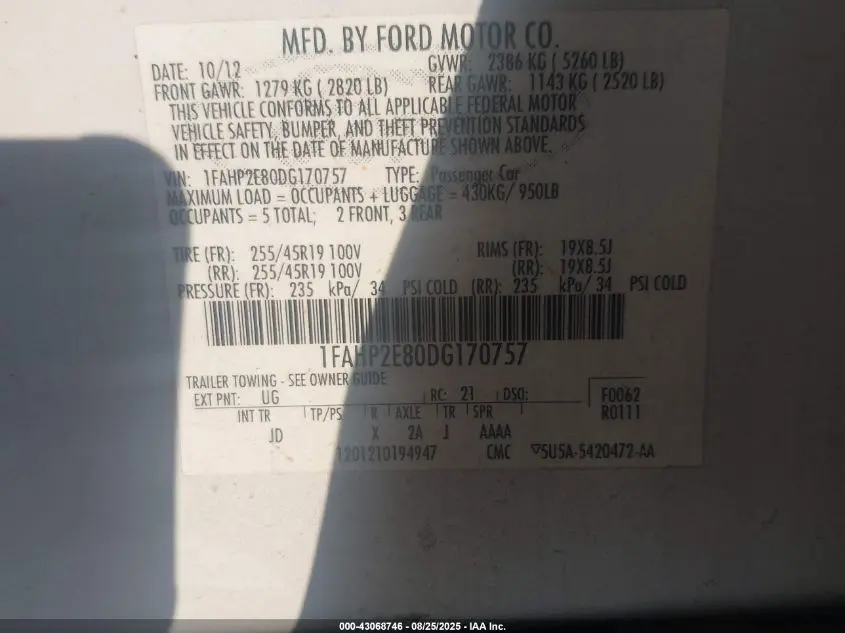 MFD. BY FORD MOTOR CO.
DATE: 10/12 GVWR: 2386 KG ( 5260 LB)
FRONT GAWR: 1279 KG ( 2820 LB) REAR GAWR: 1143 KG ( 2520 LB)
THIS VEHICLE CONFORMS TO ALL APPLICABLE FEDERAL MOTOR
VEHICLE SAFETY, BUMPER, AND THEFT PREVENTION STANDARDS
IN EFFECT ON THE DATE OF MANUFACTURE SHOWN ABOVE.
VIN: 1FAHP2E80DG170757 TYPE: Passenger Car
MAXIMUM LOAD = OCCUPANTS + LUGGAGE = 430KG/ 950LB
OCCUPANTS = 5 TOTAL; 2 FRONT, 3 REAR
TIRE (FR): 255/45R19 100V RIMS (FR): 19X8.5J
(RR): 255/45R19 100V (RR): 19X8.5J
PRESSURE (FR): 235 kPa/ 34 PSI COLD (RR): 235 kPa/ 34 PSI COLD
1FAHP2E80DG170757
TRAILER TOWING - SEE OWNER GUIDE
EXT PNT: UG RC: 21 DSO: F0062
INT TR TP/PS R AXLE TR SPR R0111
JD X 2A J AAAA
1201210194947 CMC ▽5U5A-5420472-AA
000-43068746 - 08/25/2025 - IAA Inc.